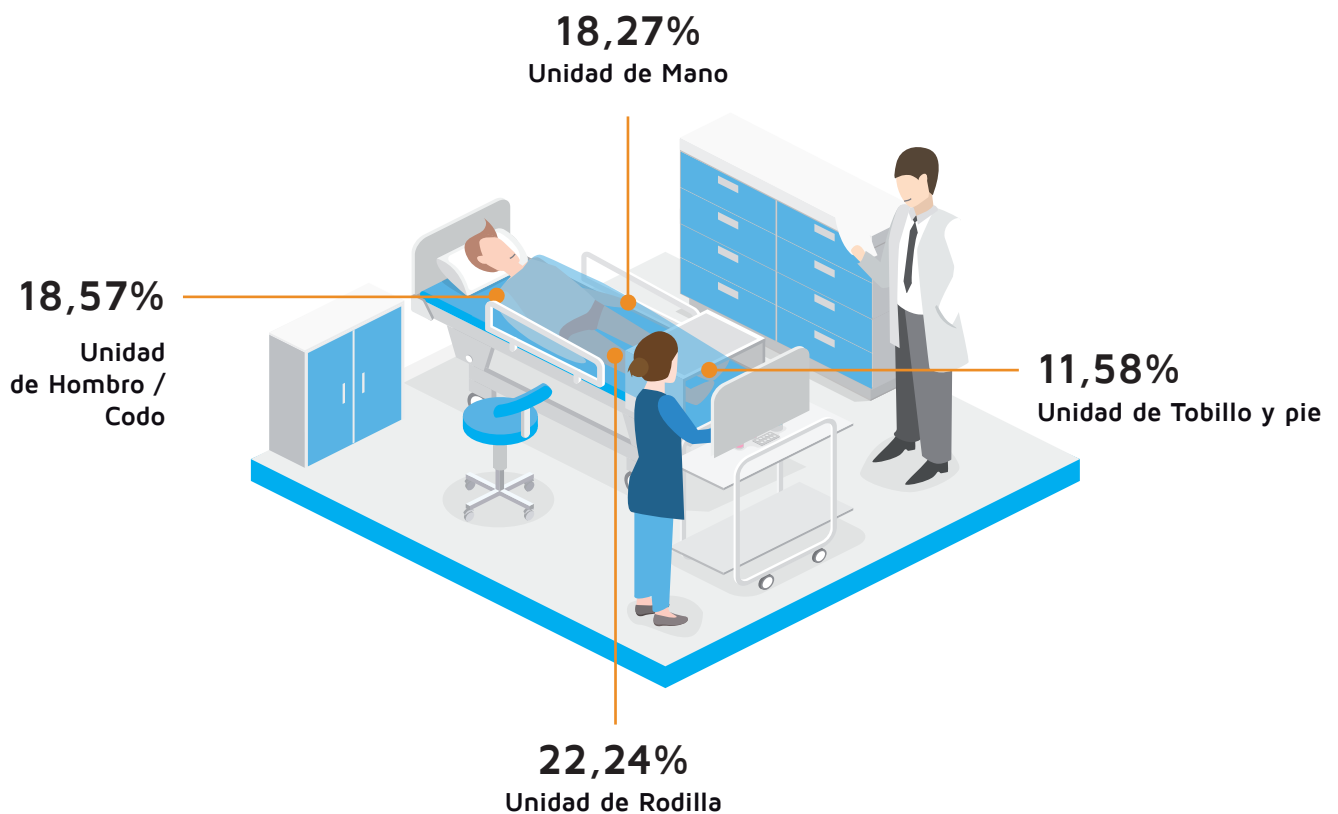 18,27%
Unidad de Mano
18,57%
Unidad
de Hombro /
Codo
11,58%
Unidad de Tobillo y pie
22,24%
Unidad de Rodilla